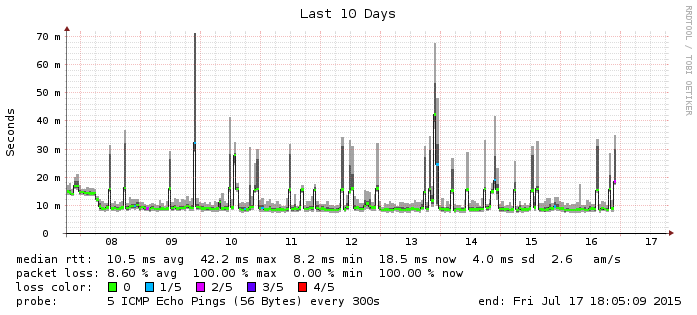 Last 10 Days
RRDTOOL / TOBI OETIKER
Seconds
70 m
60 m
50 m
40 m
30 m
20 m
10 m
0
08 09 10 11 12 13 14 15 16 17
median rtt: 10.5 ms avg 42.2 ms max 8.2 ms min 18.5 ms now 4.0 ms sd 2.6 am/s
packet loss: 8.60 % avg 100.00 % max 0.00 % min 100.00 % now
loss color: 0 1/5 2/5 3/5 4/5
probe: 5 ICMP Echo Pings (56 Bytes) every 300s end: Fri Jul 17 18:05:09 2015